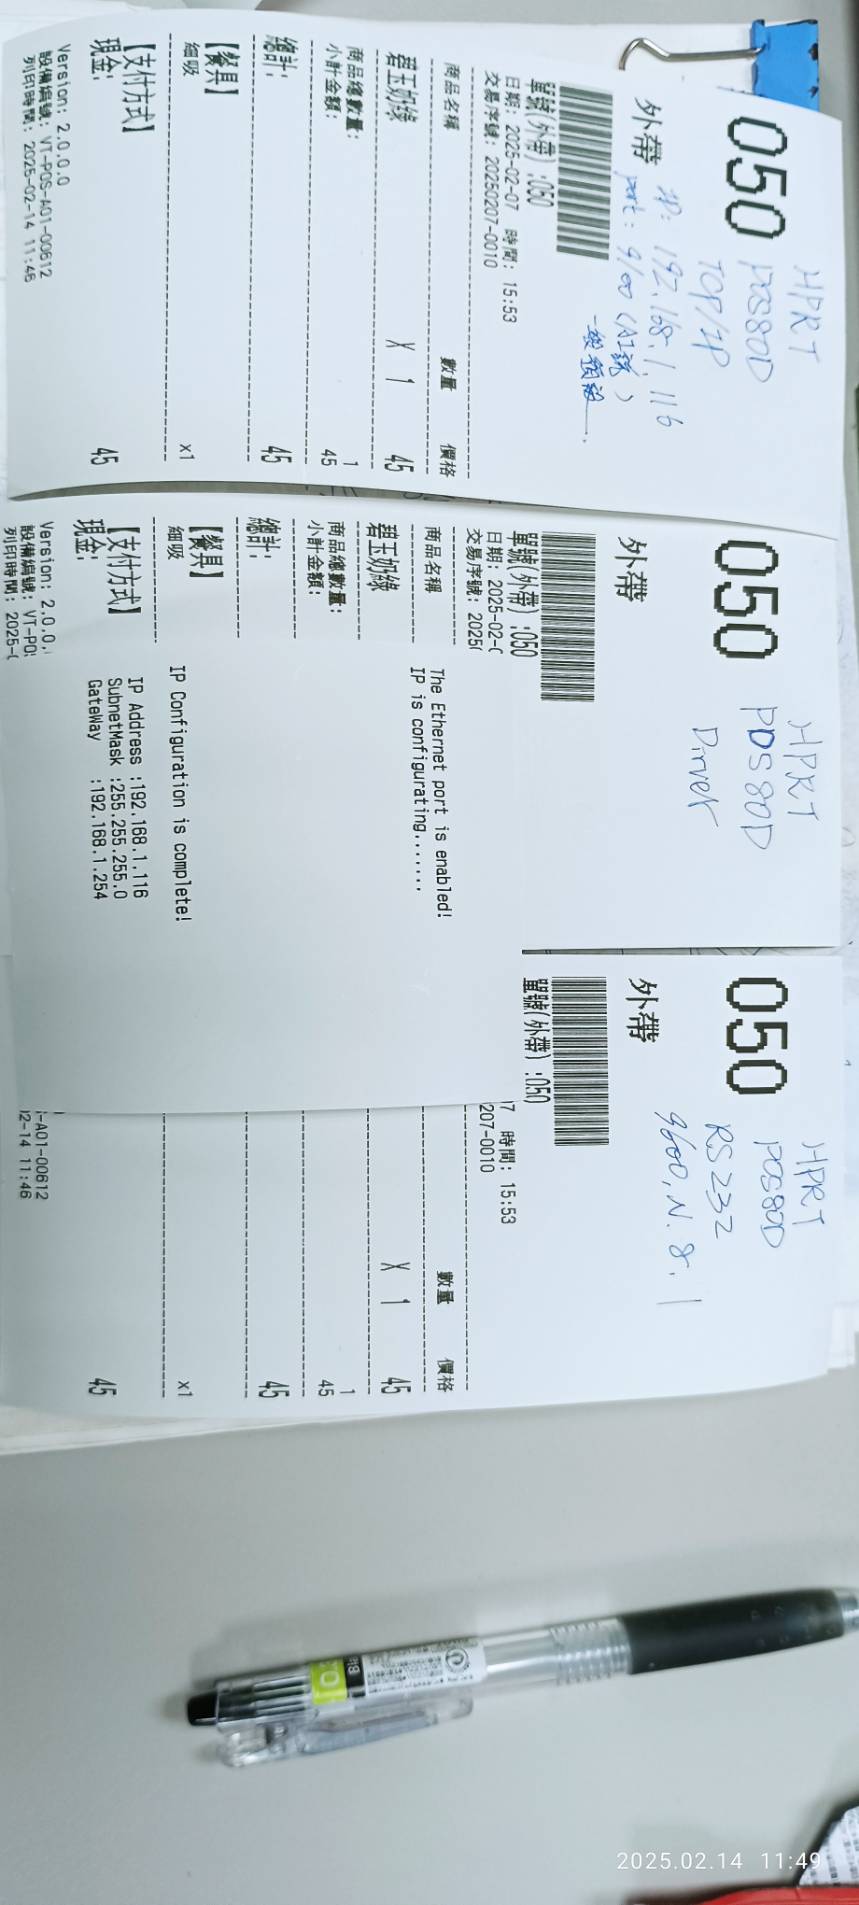 HPRT
050
POS80D
TCP/IP
IP: 192.168.1.116
外帶
port: 9100 (AI說)
一般預設
單號(外帶) :050
日期: 2025-02-07 時間: 15:53
交易序號: 20250207-0010
商品名稱 數量 價格
碧玉奶綠 X 1 45
商品總數量: 1
小計金額: 45
總計: 45
【餐具】
細吸 x1
【支付方式】
現金: 45
Version: 2.0.0.0
設備編號: VT-POS-A01-00612
列印時間: 2025-02-14 11:46
HPRT
050
POS80D
Dirver
外帶
單號(外帶) :050
日期: 2025-02-0
交易序號: 2025
商品名稱
碧玉奶綠
商品總數量:
小計金額:
總計:
【餐具】
細吸
【支付方式】
現金:
Version: 2.0.0.
設備編號: VT-POS
列印時間: 2025-
The Ethernet port is enabled!
IP is configurating.......
IP Configuration is complete!
IP Address :192.168.1.116
SubnetMask :255.255.255.0
GateWay :192.168.1.254
HPRT
050
POS80D
RS232
9600, N. 8. 1
外帶
單號(外帶) :050
7 時間: 15:53
207-0010
數量 價格
X 1 45
1
45
45
x1
45
-A01-00612
02-14 11:46
2025.02.14 11:49